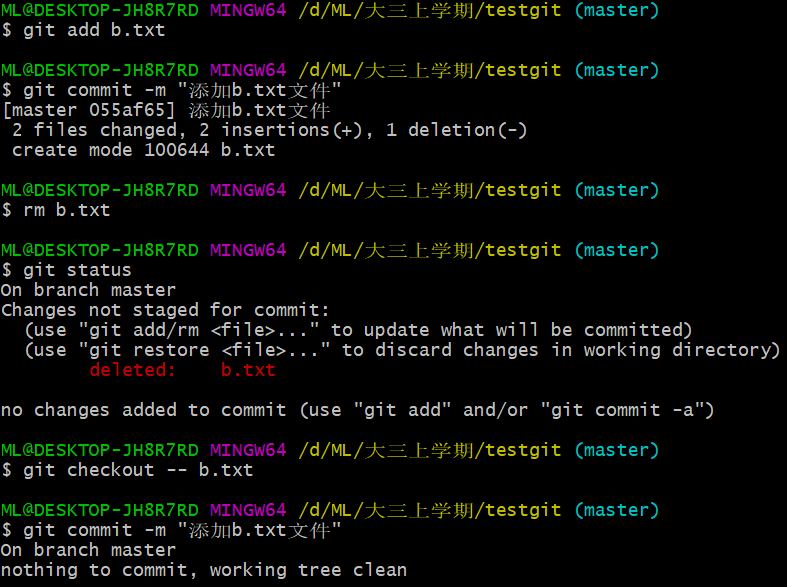 ML@DESKTOP-JH8R7RD MINGW64 /d/ML/大三上学期/testgit (master)
$ git add b.txt
ML@DESKTOP-JH8R7RD MINGW64 /d/ML/大三上学期/testgit (master)
$ git commit -m "添加b.txt文件"
[master 055af65] 添加b.txt文件
 2 files changed, 2 insertions(+), 1 deletion(-)
 create mode 100644 b.txt
ML@DESKTOP-JH8R7RD MINGW64 /d/ML/大三上学期/testgit (master)
$ rm b.txt
ML@DESKTOP-JH8R7RD MINGW64 /d/ML/大三上学期/testgit (master)
$ git status
On branch master
Changes not staged for commit:
  (use "git add/rm <file>..." to update what will be committed)
  (use "git restore <file>..." to discard changes in working directory)
        deleted:    b.txt
no changes added to commit (use "git add" and/or "git commit -a")
ML@DESKTOP-JH8R7RD MINGW64 /d/ML/大三上学期/testgit (master)
$ git checkout -- b.txt
ML@DESKTOP-JH8R7RD MINGW64 /d/ML/大三上学期/testgit (master)
$ git commit -m "添加b.txt文件"
On branch master
nothing to commit, working tree clean